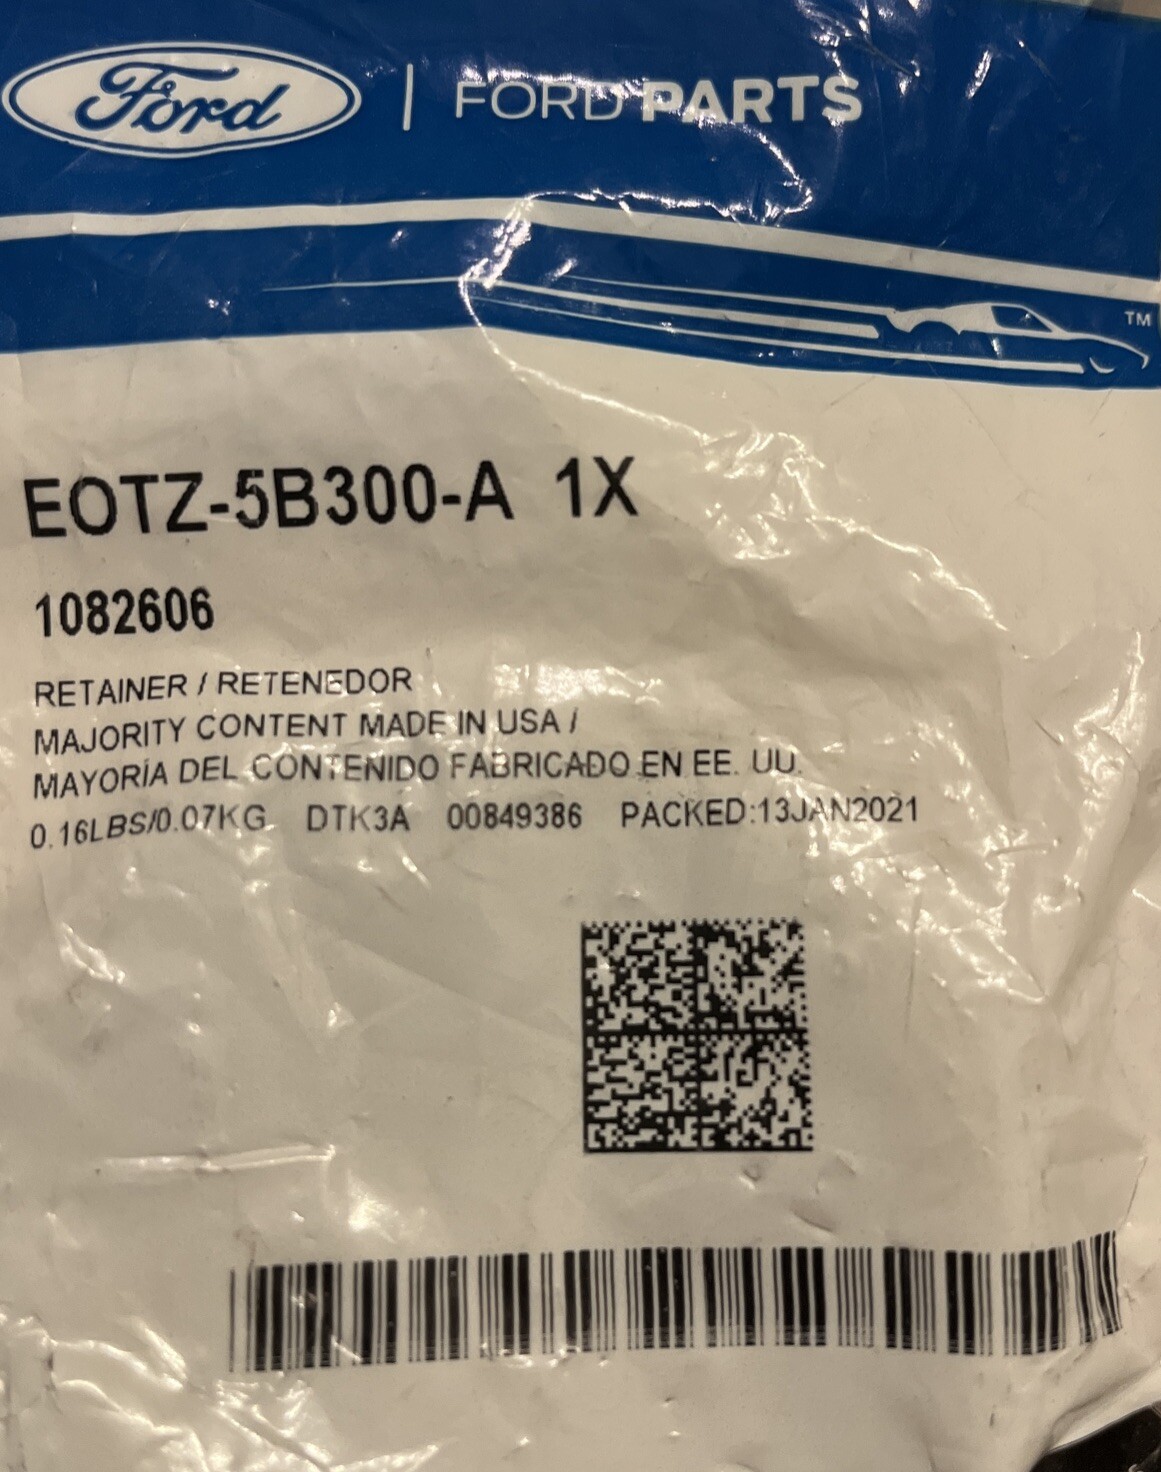 Ford | FORD PARTS
TM
EOTZ-5B300-A 1X
1082606
RETAINER / RETENEDOR
MAJORITY CONTENT MADE IN USA /
MAYORÍA DEL CONTENIDO FABRICADO EN EE. UU.
0.16LBS/0.07KG DTK3A 00849386 PACKED:13JAN2021